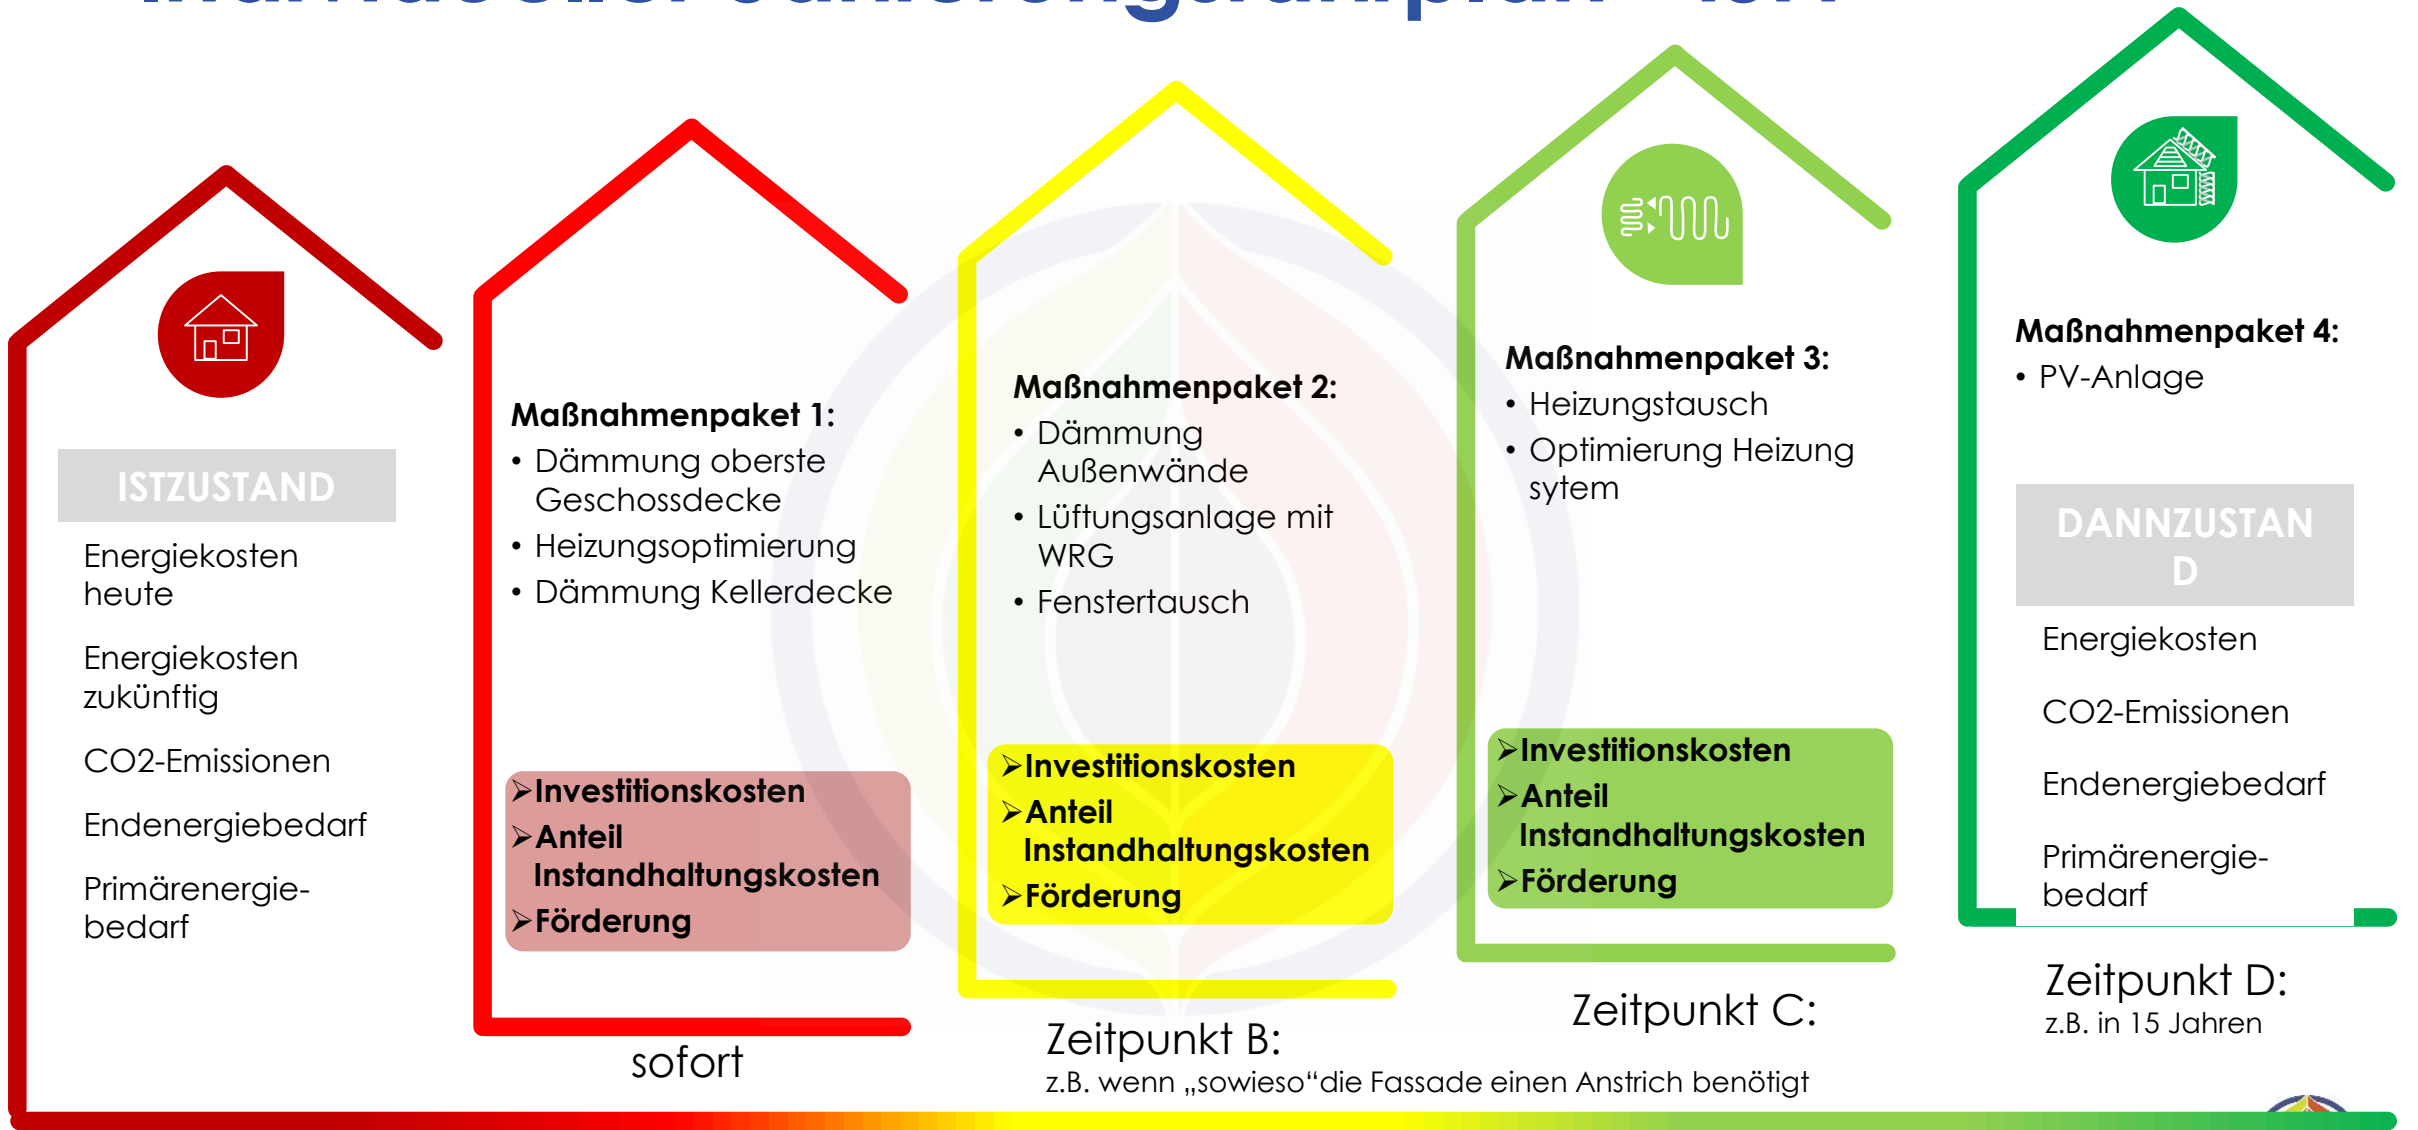 Individueller Sanierungsfahrplan - iSFP
ISTZUSTAND
Energiekosten
heute
Energiekosten
zukünftig
CO2-Emissionen
Endenergiebedarf
Primärenergie-
bedarf
Maßnahmenpaket 1:
• Dämmung oberste
Geschossdecke
• Heizungsoptimierung
• Dämmung Kellerdecke
➢Investitionskosten
➢Anteil
Instandhaltungskosten
➢Förderung
sofort
Maßnahmenpaket 2:
• Dämmung
Außenwände
• Lüftungsanlage mit
WRG
• Fenstertausch
➢Investitionskosten
➢Anteil
Instandhaltungskosten
➢Förderung
Zeitpunkt B:
z.B. wenn „sowieso“die Fassade einen Anstrich benötigt
Maßnahmenpaket 3:
• Heizungstausch
• Optimierung Heizung
sytem
➢Investitionskosten
➢Anteil
Instandhaltungskosten
➢Förderung
Zeitpunkt C:
Maßnahmenpaket 4:
• PV-Anlage
DANNZUSTAN
D
Energiekosten
CO2-Emissionen
Endenergiebedarf
Primärenergie-
bedarf
Zeitpunkt D:
z.B. in 15 Jahren